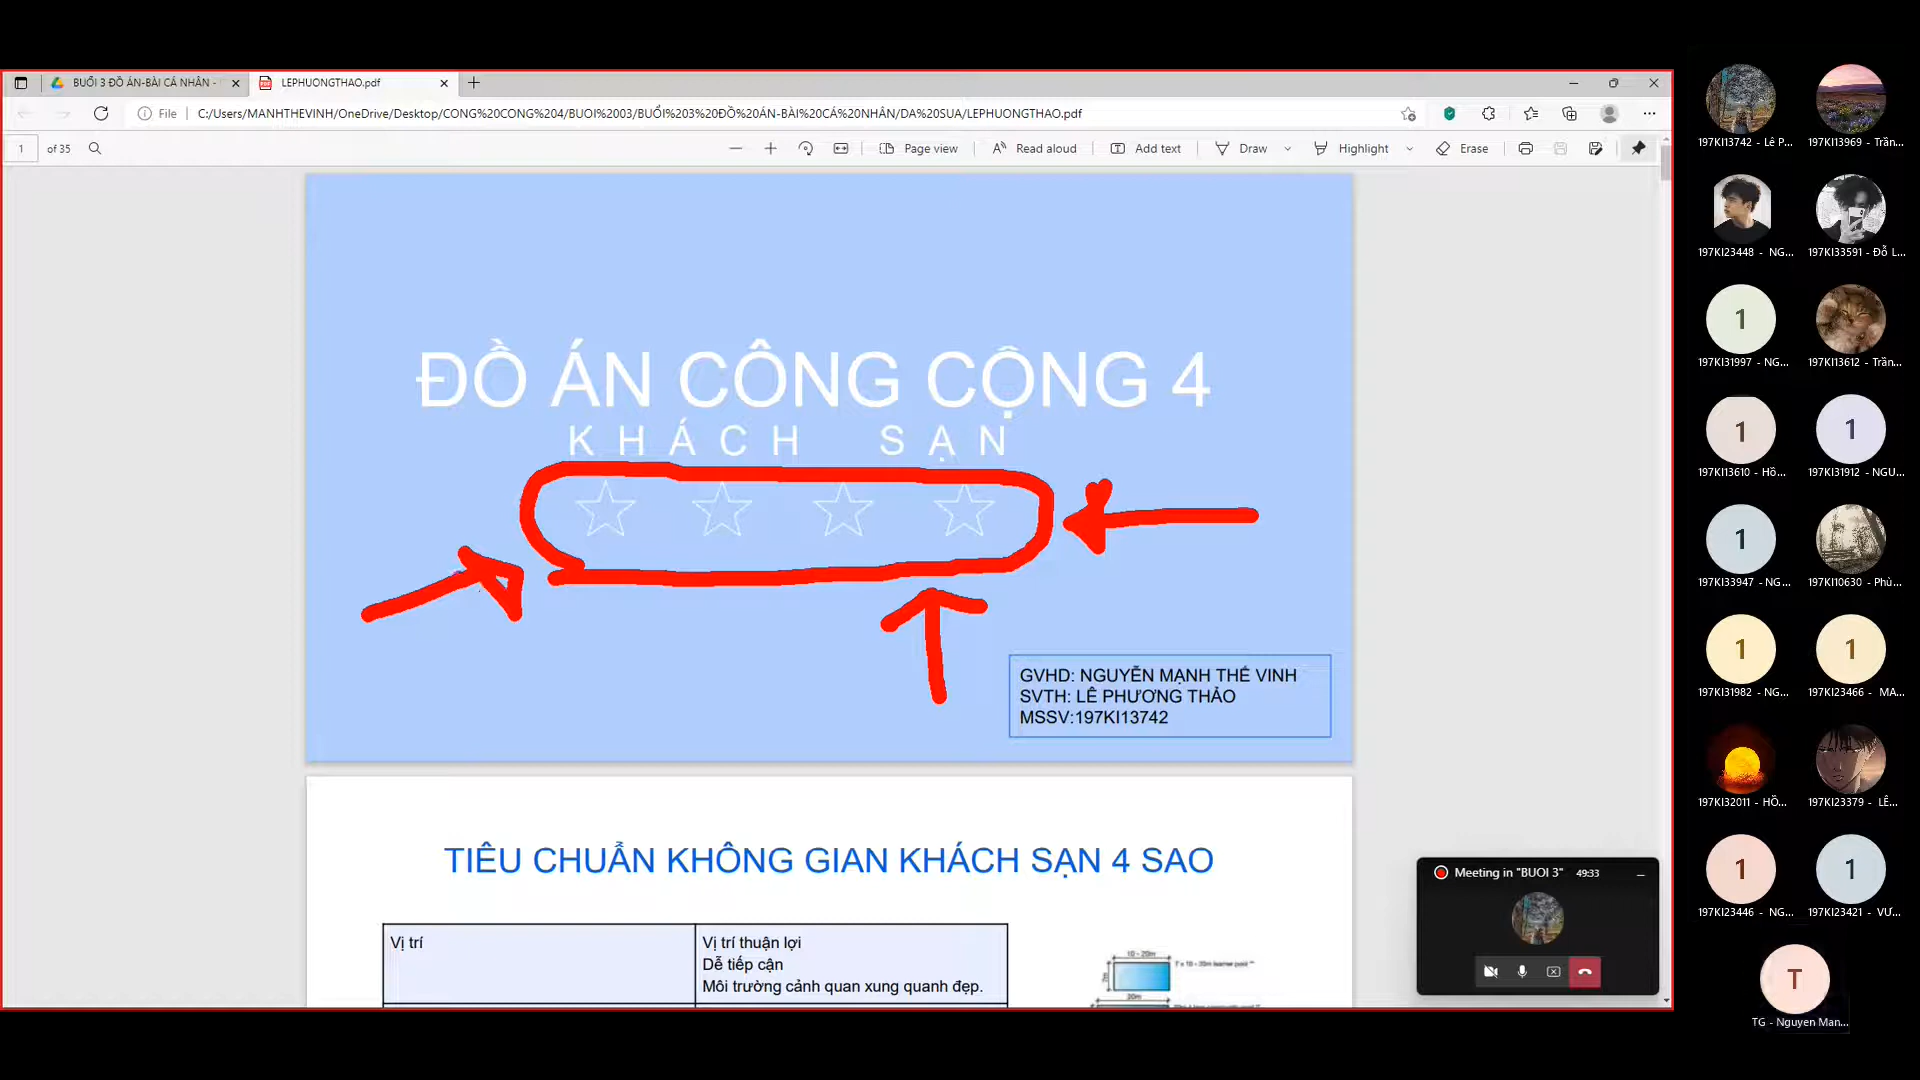 BUỔI 3 ĐỒ ÁN-BÀI CÁ NHÂN -
LEPHUONGTHAO.pdf
File
C:/Users/MANHTHEVINH/OneDrive/Desktop/CONG%20CONG%204/BUOI%2003/BUỔI%203%20ĐỒ%20ÁN-BÀI%20CÁ%20NHÂN/DA%20SUA/LEPHUONGTHAO.pdf
1 of 35
Page view
Read aloud
Add text
Draw
Highlight
Erase
ĐỒ ÁN CÔNG CỘNG 4
KHÁCH SẠN
GVHD: NGUYỄN MẠNH THẾ VINH
SVTH: LÊ PHƯƠNG THẢO
MSSV:197KI13742
TIÊU CHUẨN KHÔNG GIAN KHÁCH SẠN 4 SAO
Vị trí
Vị trí thuận lợi
Dễ tiếp cận
Môi trường cảnh quan xung quanh đẹp.
10 - 20m
20m
Meeting in "BUOI 3" 49:33
197KI13742 - Lê P...
197KI13969 - Trần...
197KI23448 - NG...
197KI33591 - Đỗ L...
1
197KI31997 - NG...
197KI13612 - Trần...
1
197KI13610 - Hồ...
1
197KI31912 - NGU...
1
197KI33947 - NG...
197KI10630 - Phù...
1
197KI31982 - NG...
1
197KI23466 - MA...
197KI32011 - HỒ...
197KI23379 - LÊ...
1
197KI23446 - NG...
1
197KI23421 - VƯ...
T
TG - Nguyen Man...